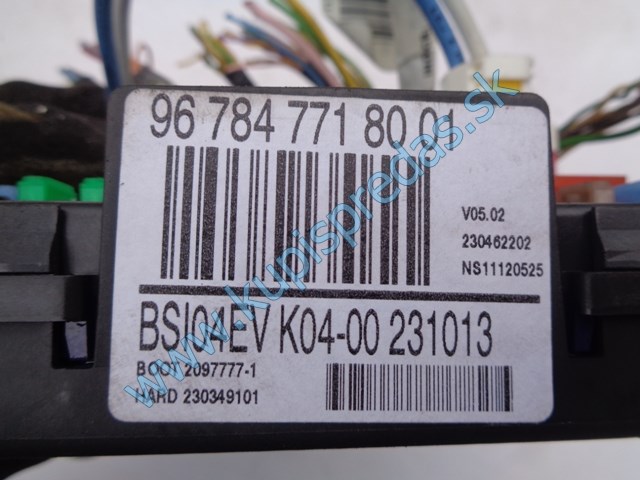 96 784 771 80 01
V05.02
230462202
NS11120525
BSI04EV K04-00 231013
BOOT 2097777-1
HARD 230349101
www.kupispredas.sk